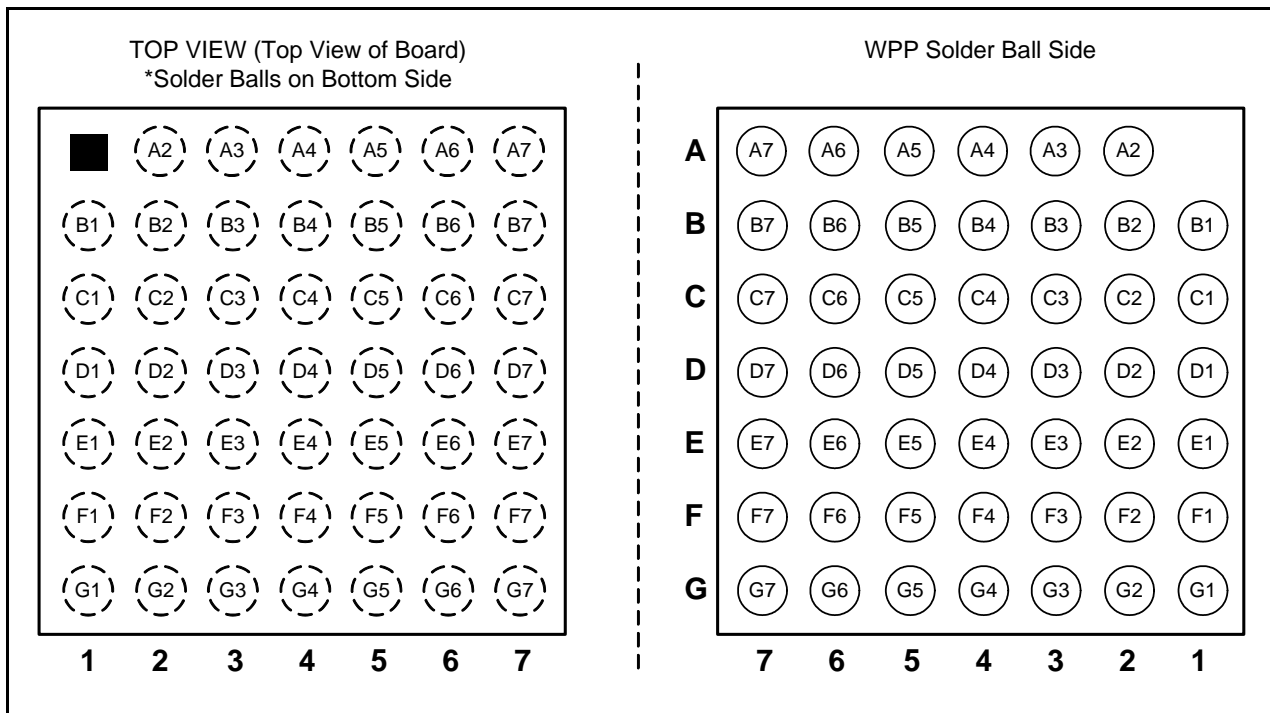 TOP VIEW (Top View of Board)
*Solder Balls on Bottom Side
A2 A3 A4 A5 A6 A7
B1 B2 B3 B4 B5 B6 B7
C1 C2 C3 C4 C5 C6 C7
D1 D2 D3 D4 D5 D6 D7
E1 E2 E3 E4 E5 E6 E7
F1 F2 F3 F4 F5 F6 F7
G1 G2 G3 G4 G5 G6 G7
1 2 3 4 5 6 7
WPP Solder Ball Side
A A7 A6 A5 A4 A3 A2
B B7 B6 B5 B4 B3 B2 B1
C C7 C6 C5 C4 C3 C2 C1
D D7 D6 D5 D4 D3 D2 D1
E E7 E6 E5 E4 E3 E2 E1
F F7 F6 F5 F4 F3 F2 F1
G G7 G6 G5 G4 G3 G2 G1
7 6 5 4 3 2 1